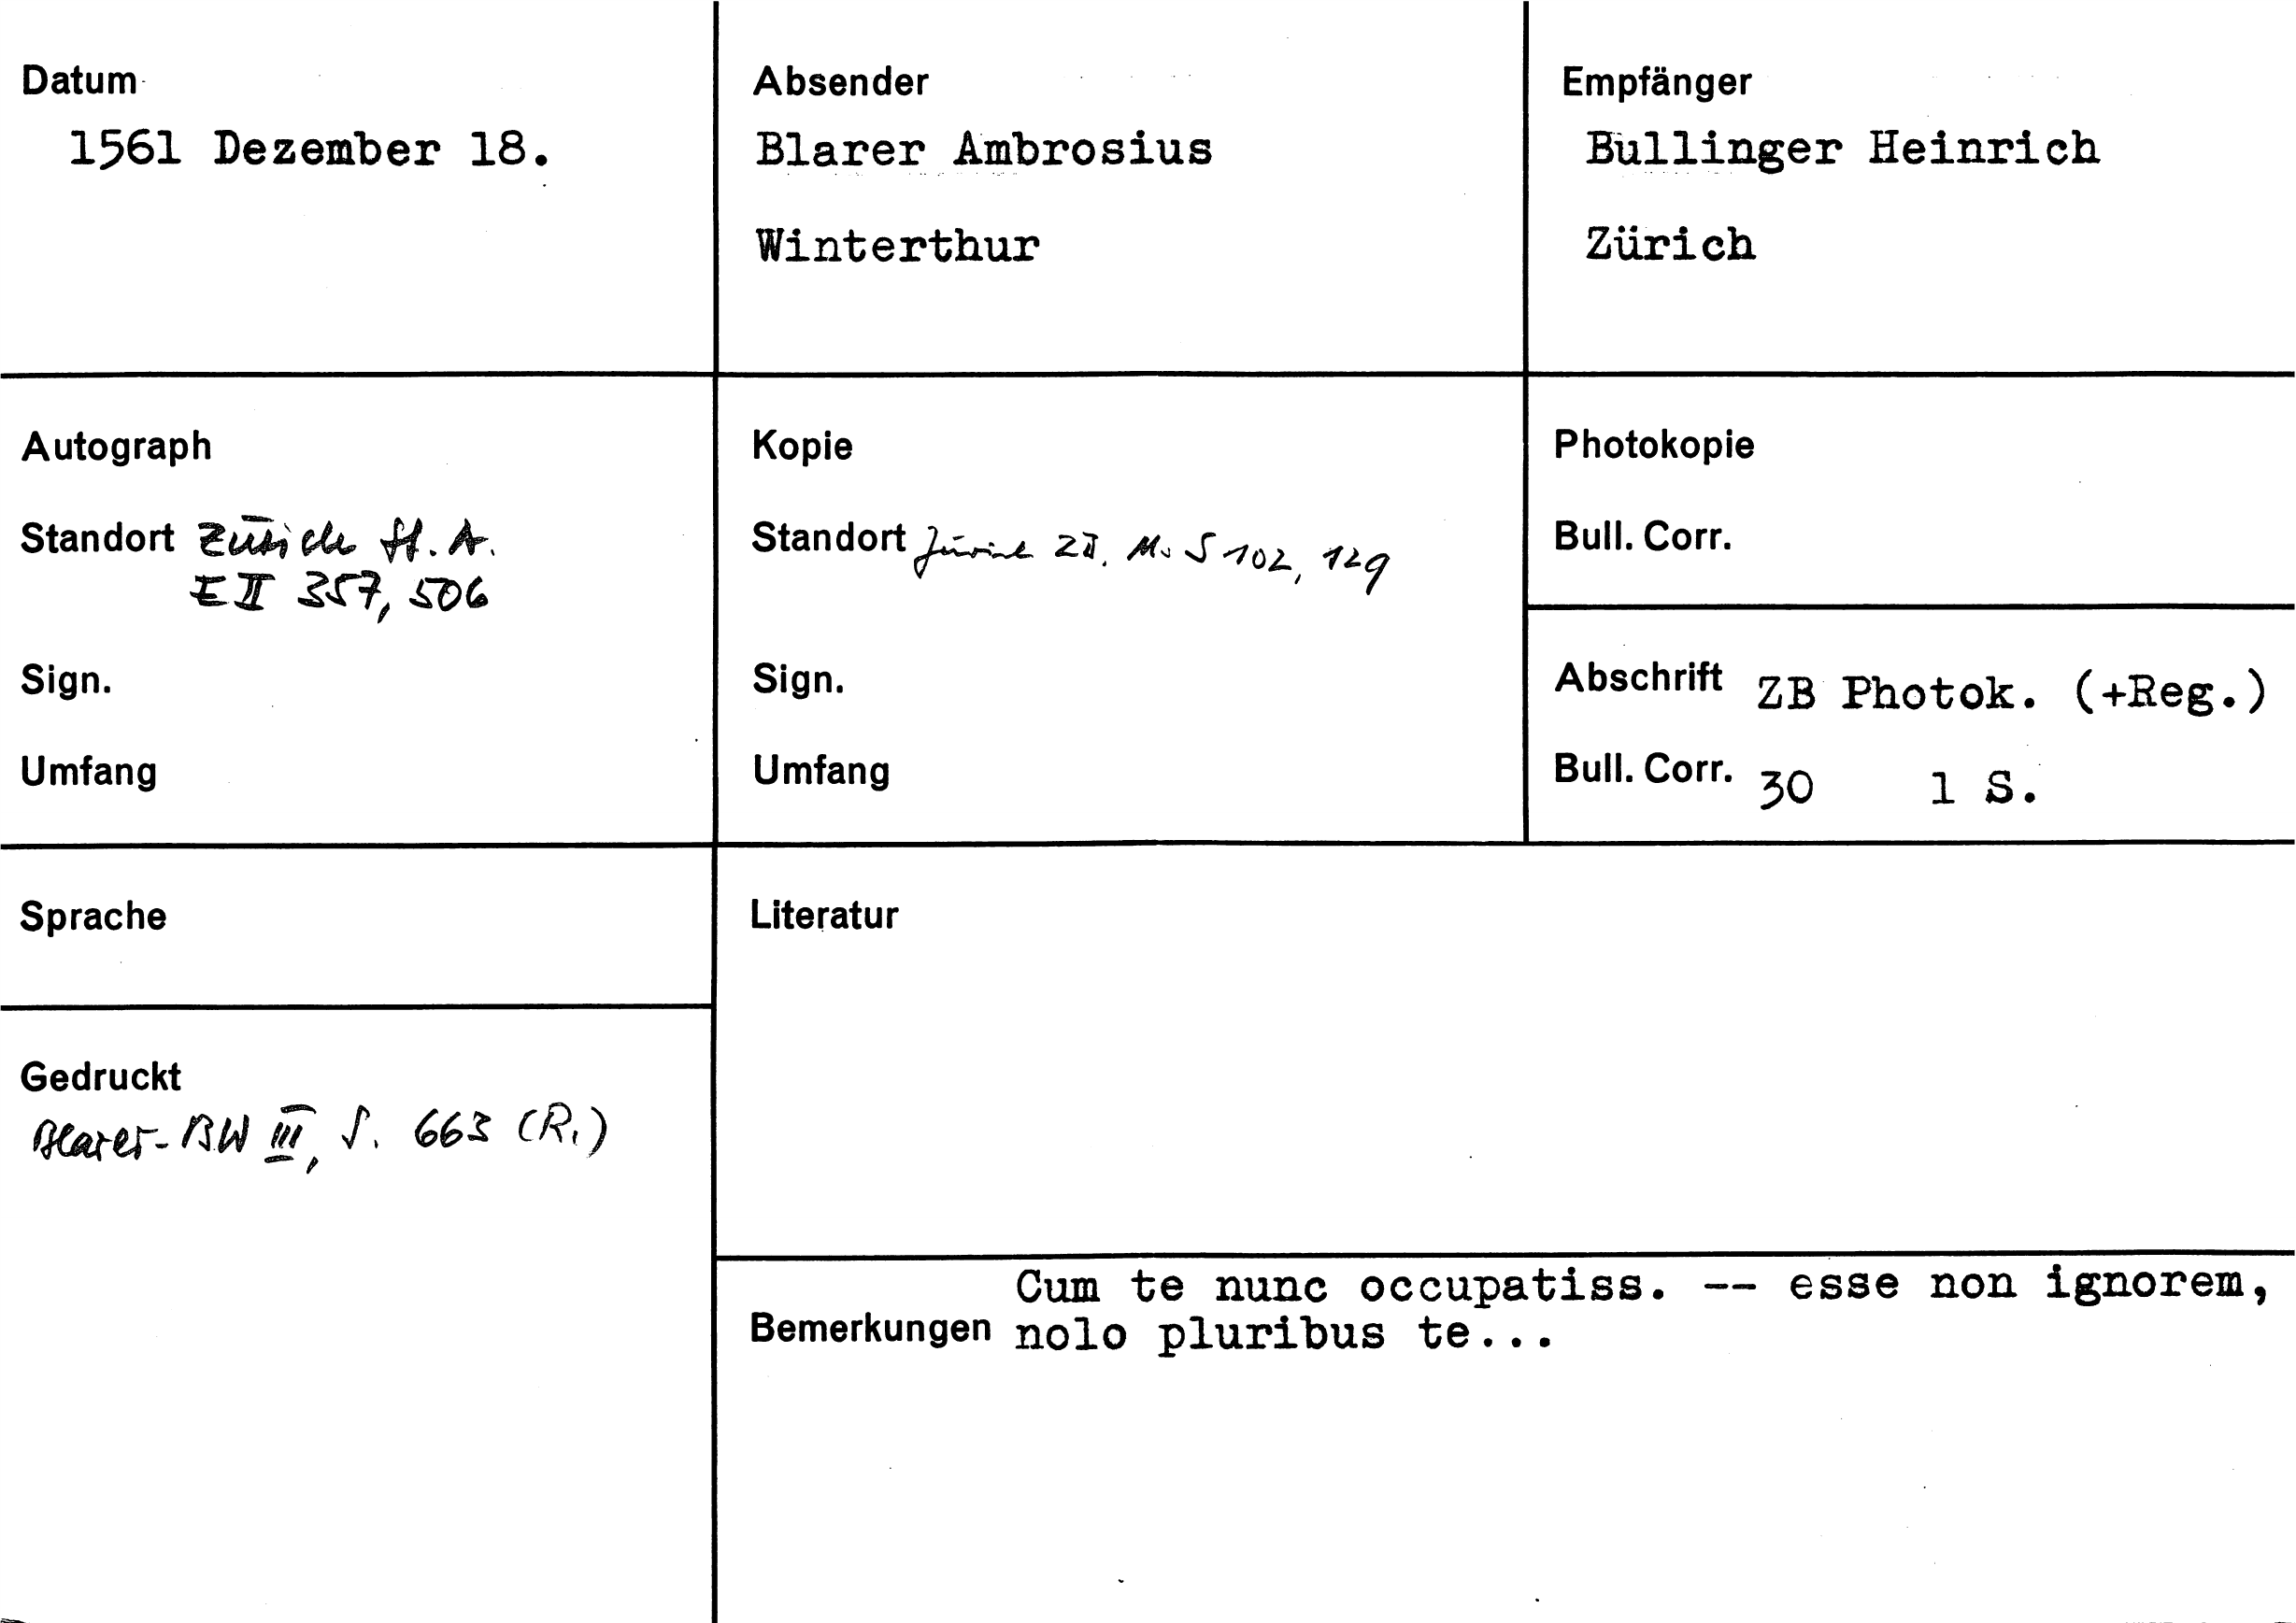 Datum
1561 Dezember 18.
Absender
Blarer Ambrosius
Winterthur
Empfänger
Bullinger Heinrich
Zürich
Autograph
Standort Zürich St. A.
E II 357, 506
Sign.
Umfang
Kopie
Standort Zürich ZB, Ms S 102, 129
Sign.
Umfang
Photokopie
Bull. Corr.
Abschrift ZB Photok. (+Reg.)
Bull. Corr. 30 1 S.
Sprache
Literatur
Gedruckt
Blarer-BW III, S. 663 (R.)
Cum te nunc occupatiss. -- esse non ignorem,
Bemerkungen nolo pluribus te...